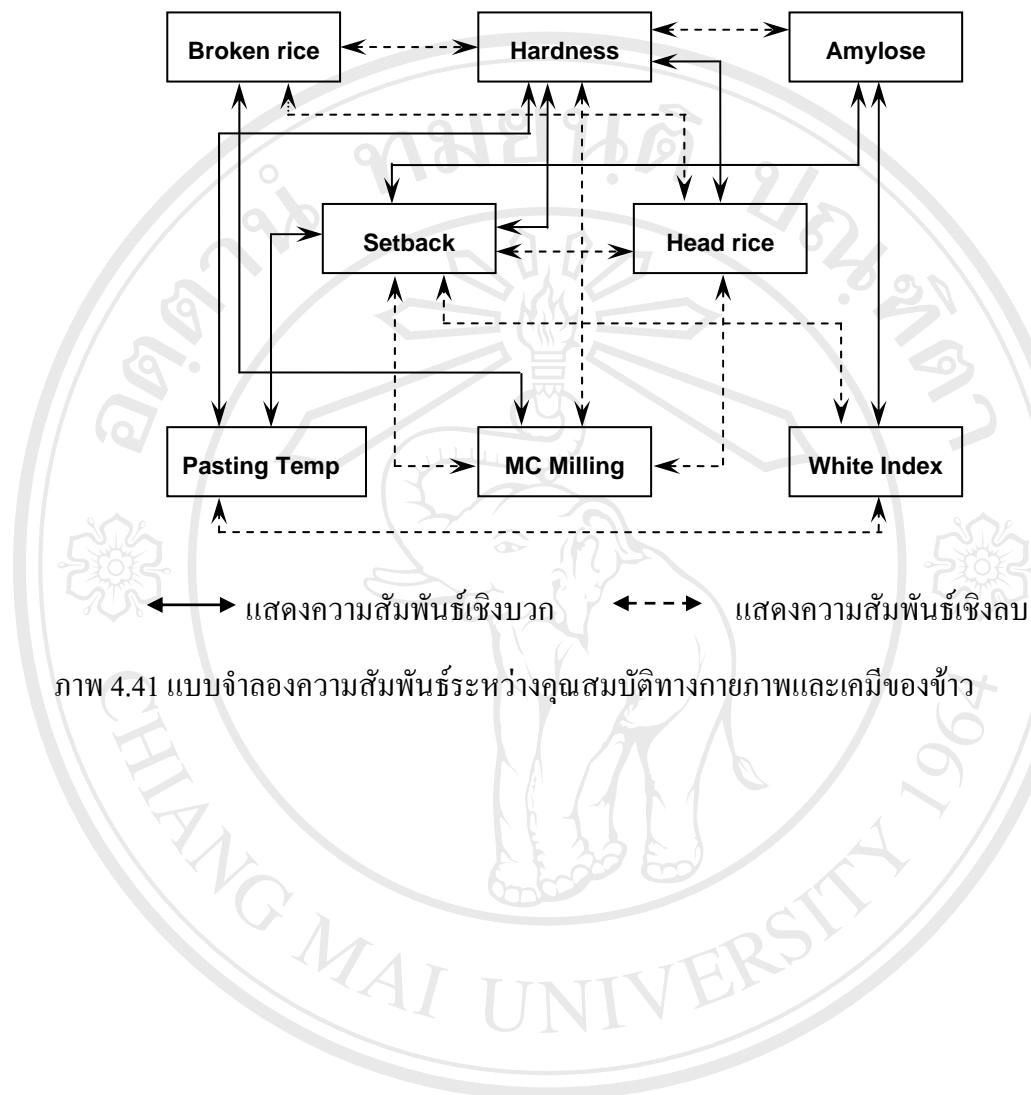 Broken rice
Hardness
Amylose
Setback
Head rice
Pasting Temp
MC Milling
White Index
แสดงความสัมพันธ์เชิงบวก
แสดงความสัมพันธ์เชิงลบ
ภาพ 4.41 แบบจำลองความสัมพันธ์ระหว่างคุณสมบัติทางกายภาพและเคมีของข้าว
CHIANG MAI UNIVERSITY 1964